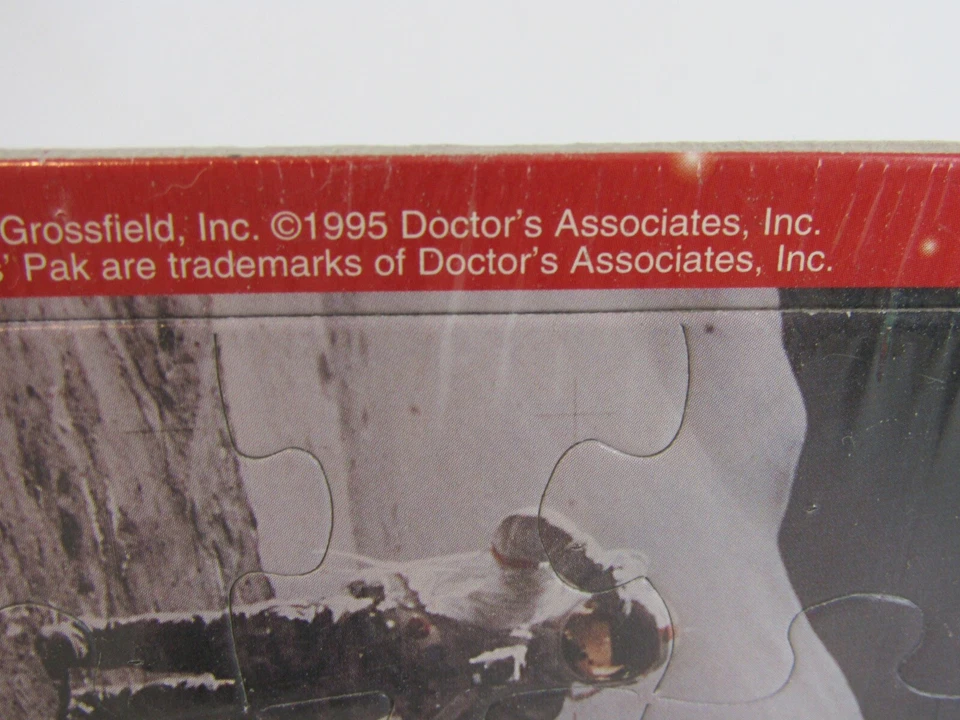 Grossfield, Inc. ©1995 Doctor's Associates, Inc.
s' Pak are trademarks of Doctor's Associates, Inc.